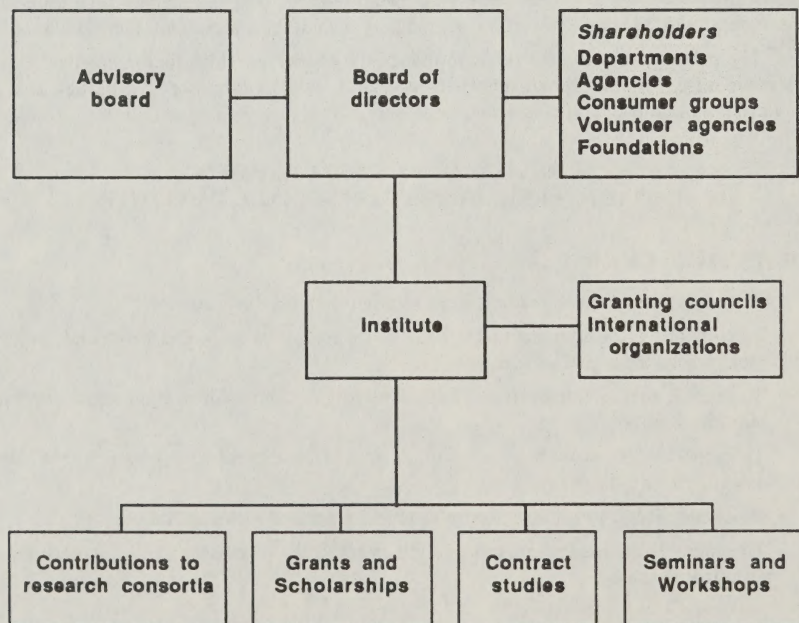 Advisory
board
Board of
directors
Shareholders
Departments
Agencies
Consumer groups
Volunteer agencies
Foundations
Institute
Granting councils
International
organizations
Contributions to
research consortia
Grants and
Scholarships
Contract
studies
Seminars and
Workshops